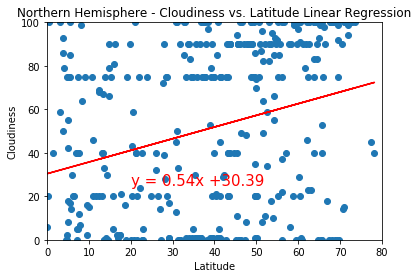 Northern Hemisphere - Cloudiness vs. Latitude Linear Regression
100
80
60
40
20
0
Cloudiness
y = 0.54x +30.39
0 10 20 30 40 50 60 70 80
Latitude